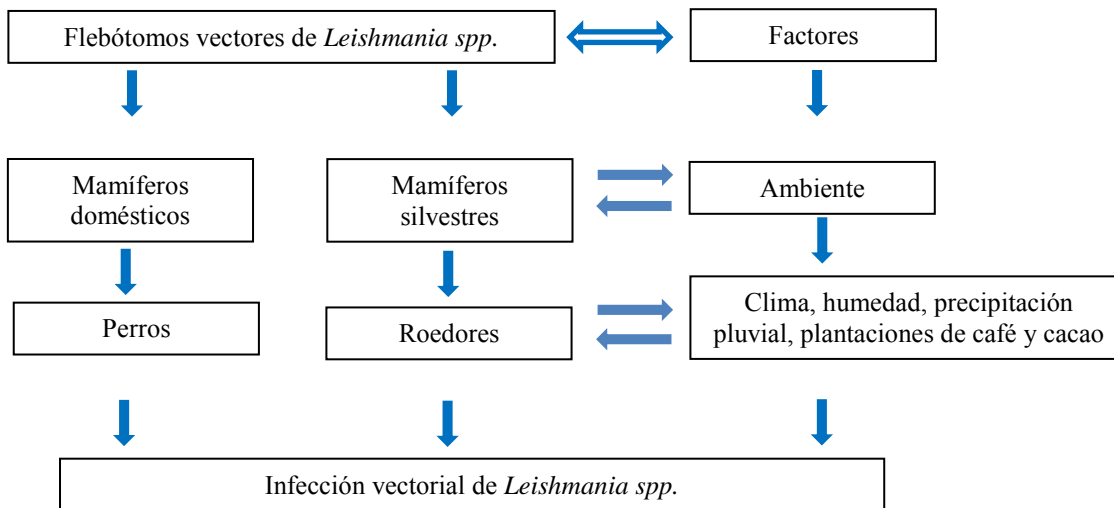 Flebótomos vectores de Leishmania spp.
Factores
Mamíferos
domésticos
Mamíferos
silvestres
Ambiente
Perros
Roedores
Clima, humedad, precipitación
pluvial, plantaciones de café y cacao
Infección vectorial de Leishmania spp.